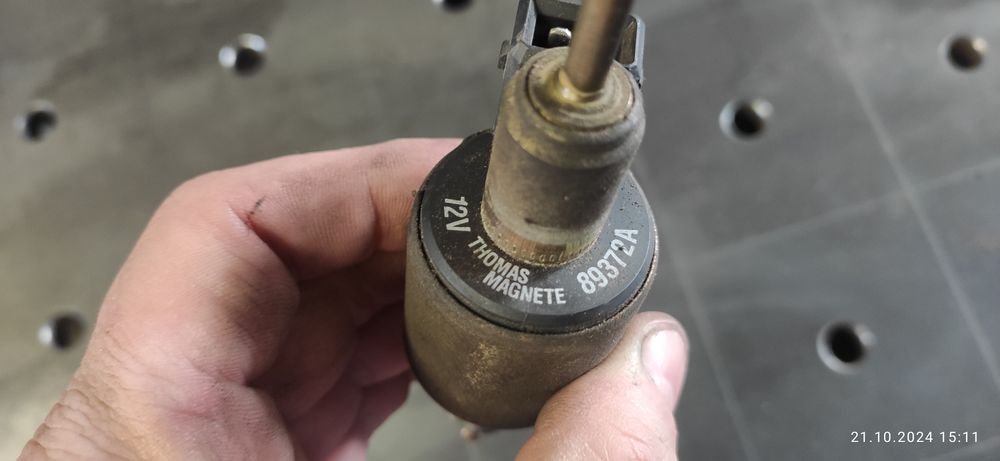 12V
THOMAS
MAGNETE
89372A
21.10.2024 15:11